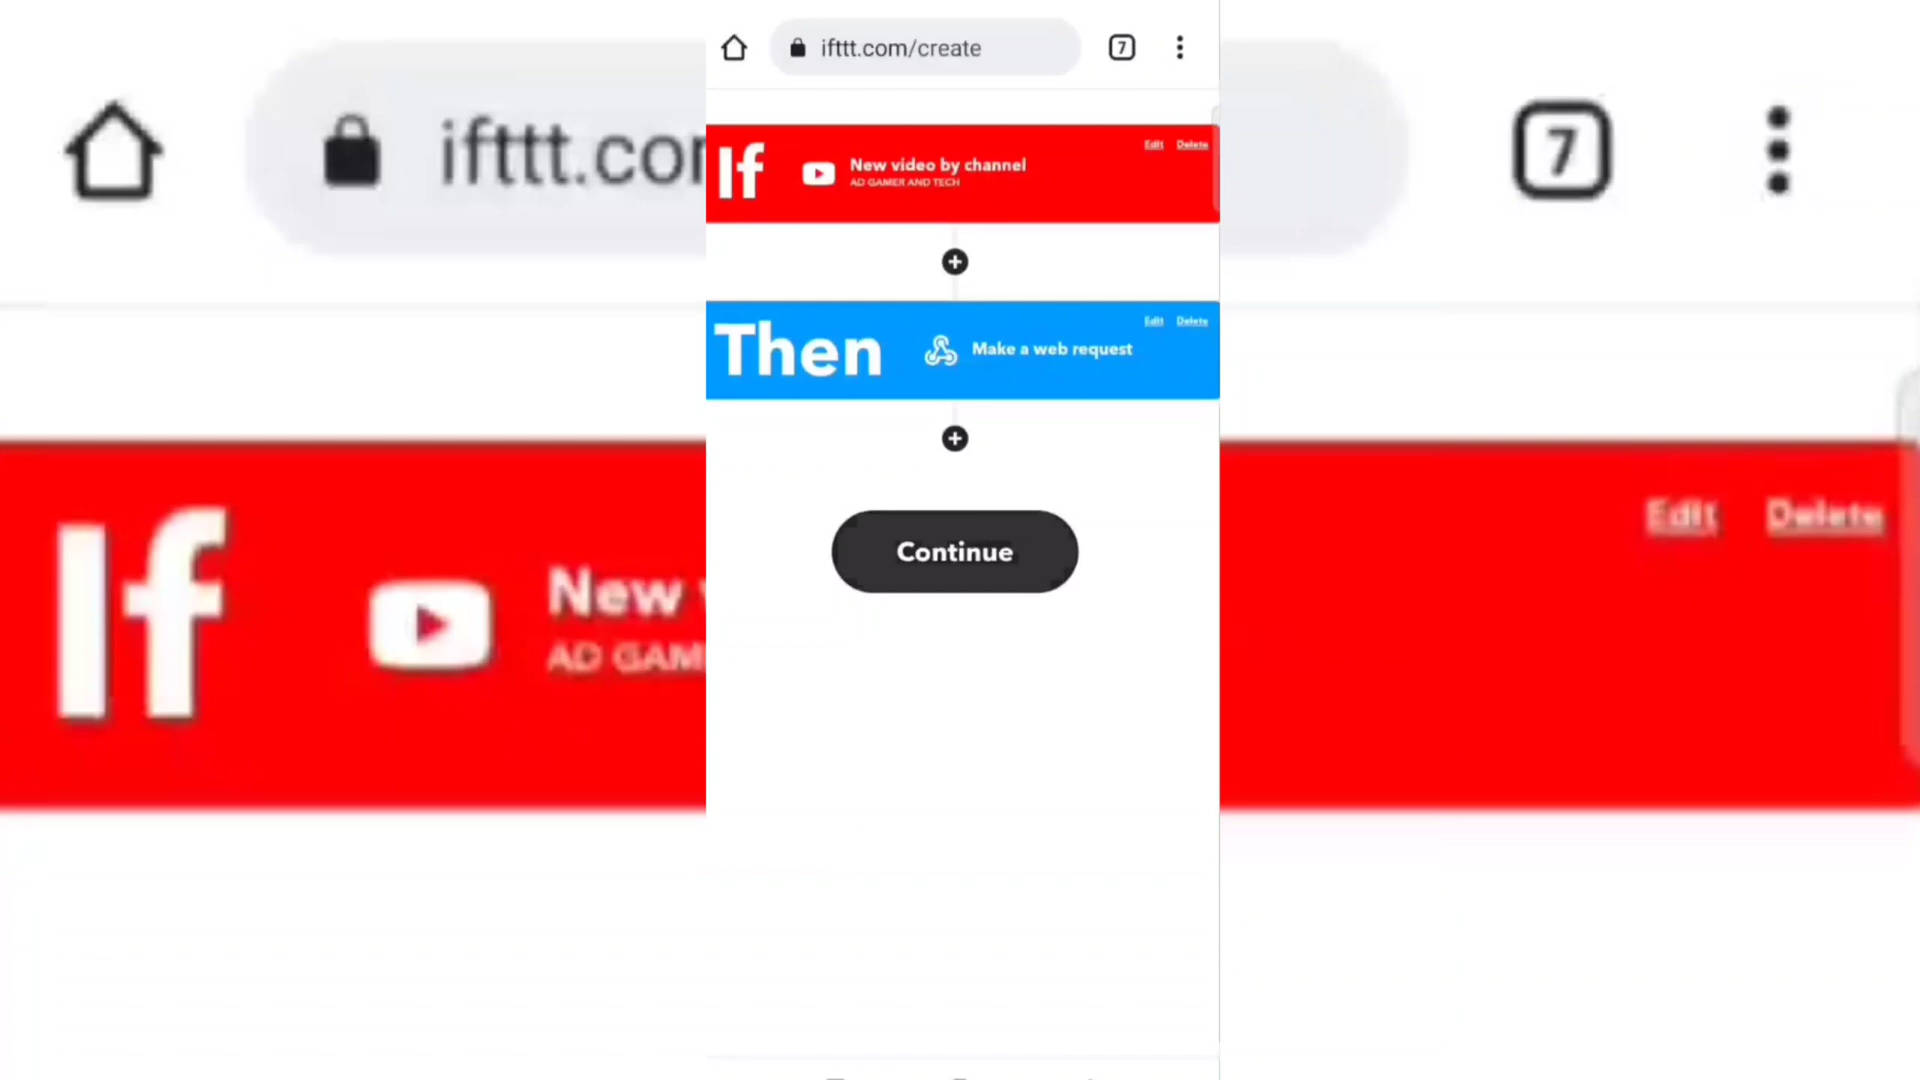 ifttt.com/create
7
If
New video by channel
AD GAMER AND TECH
Edit Delete
Then
Make a web request
Edit Delete
Continue
ifttt.co
7
If
New
AD GAM
Edit Delete